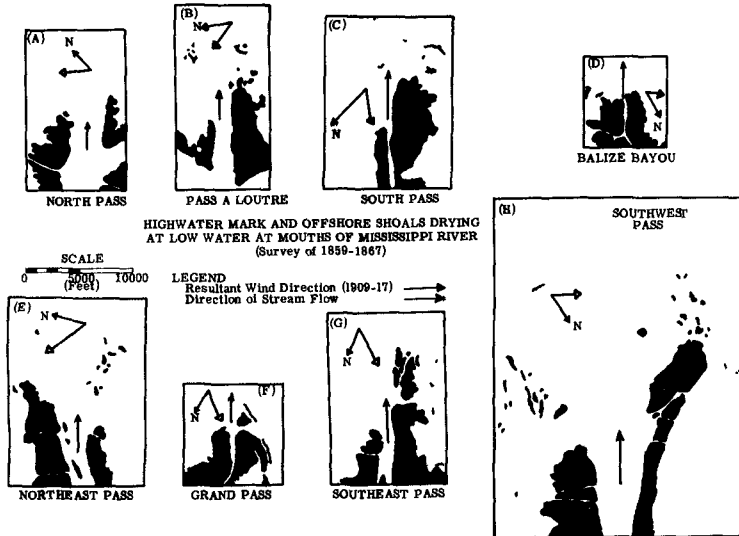 (A)
N
NORTH PASS
(B)
N
PASS A LOUTRE
(C)
N
SOUTH PASS
(D)
N
BALIZE BAYOU
HIGHWATER MARK AND OFFSHORE SHOALS DRYING
AT LOW WATER AT MOUTHS OF MISSISSIPPI RIVER
(Survey of 1859-1867)
SCALE
0 5000 10000
(Feet)
LEGEND
Resultant Wind Direction (1909-17)
Direction of Stream Flow
(E)
N
NORTHEAST PASS
(F)
N
GRAND PASS
(G)
N
SOUTHEAST PASS
(H)
SOUTHWEST
PASS
N